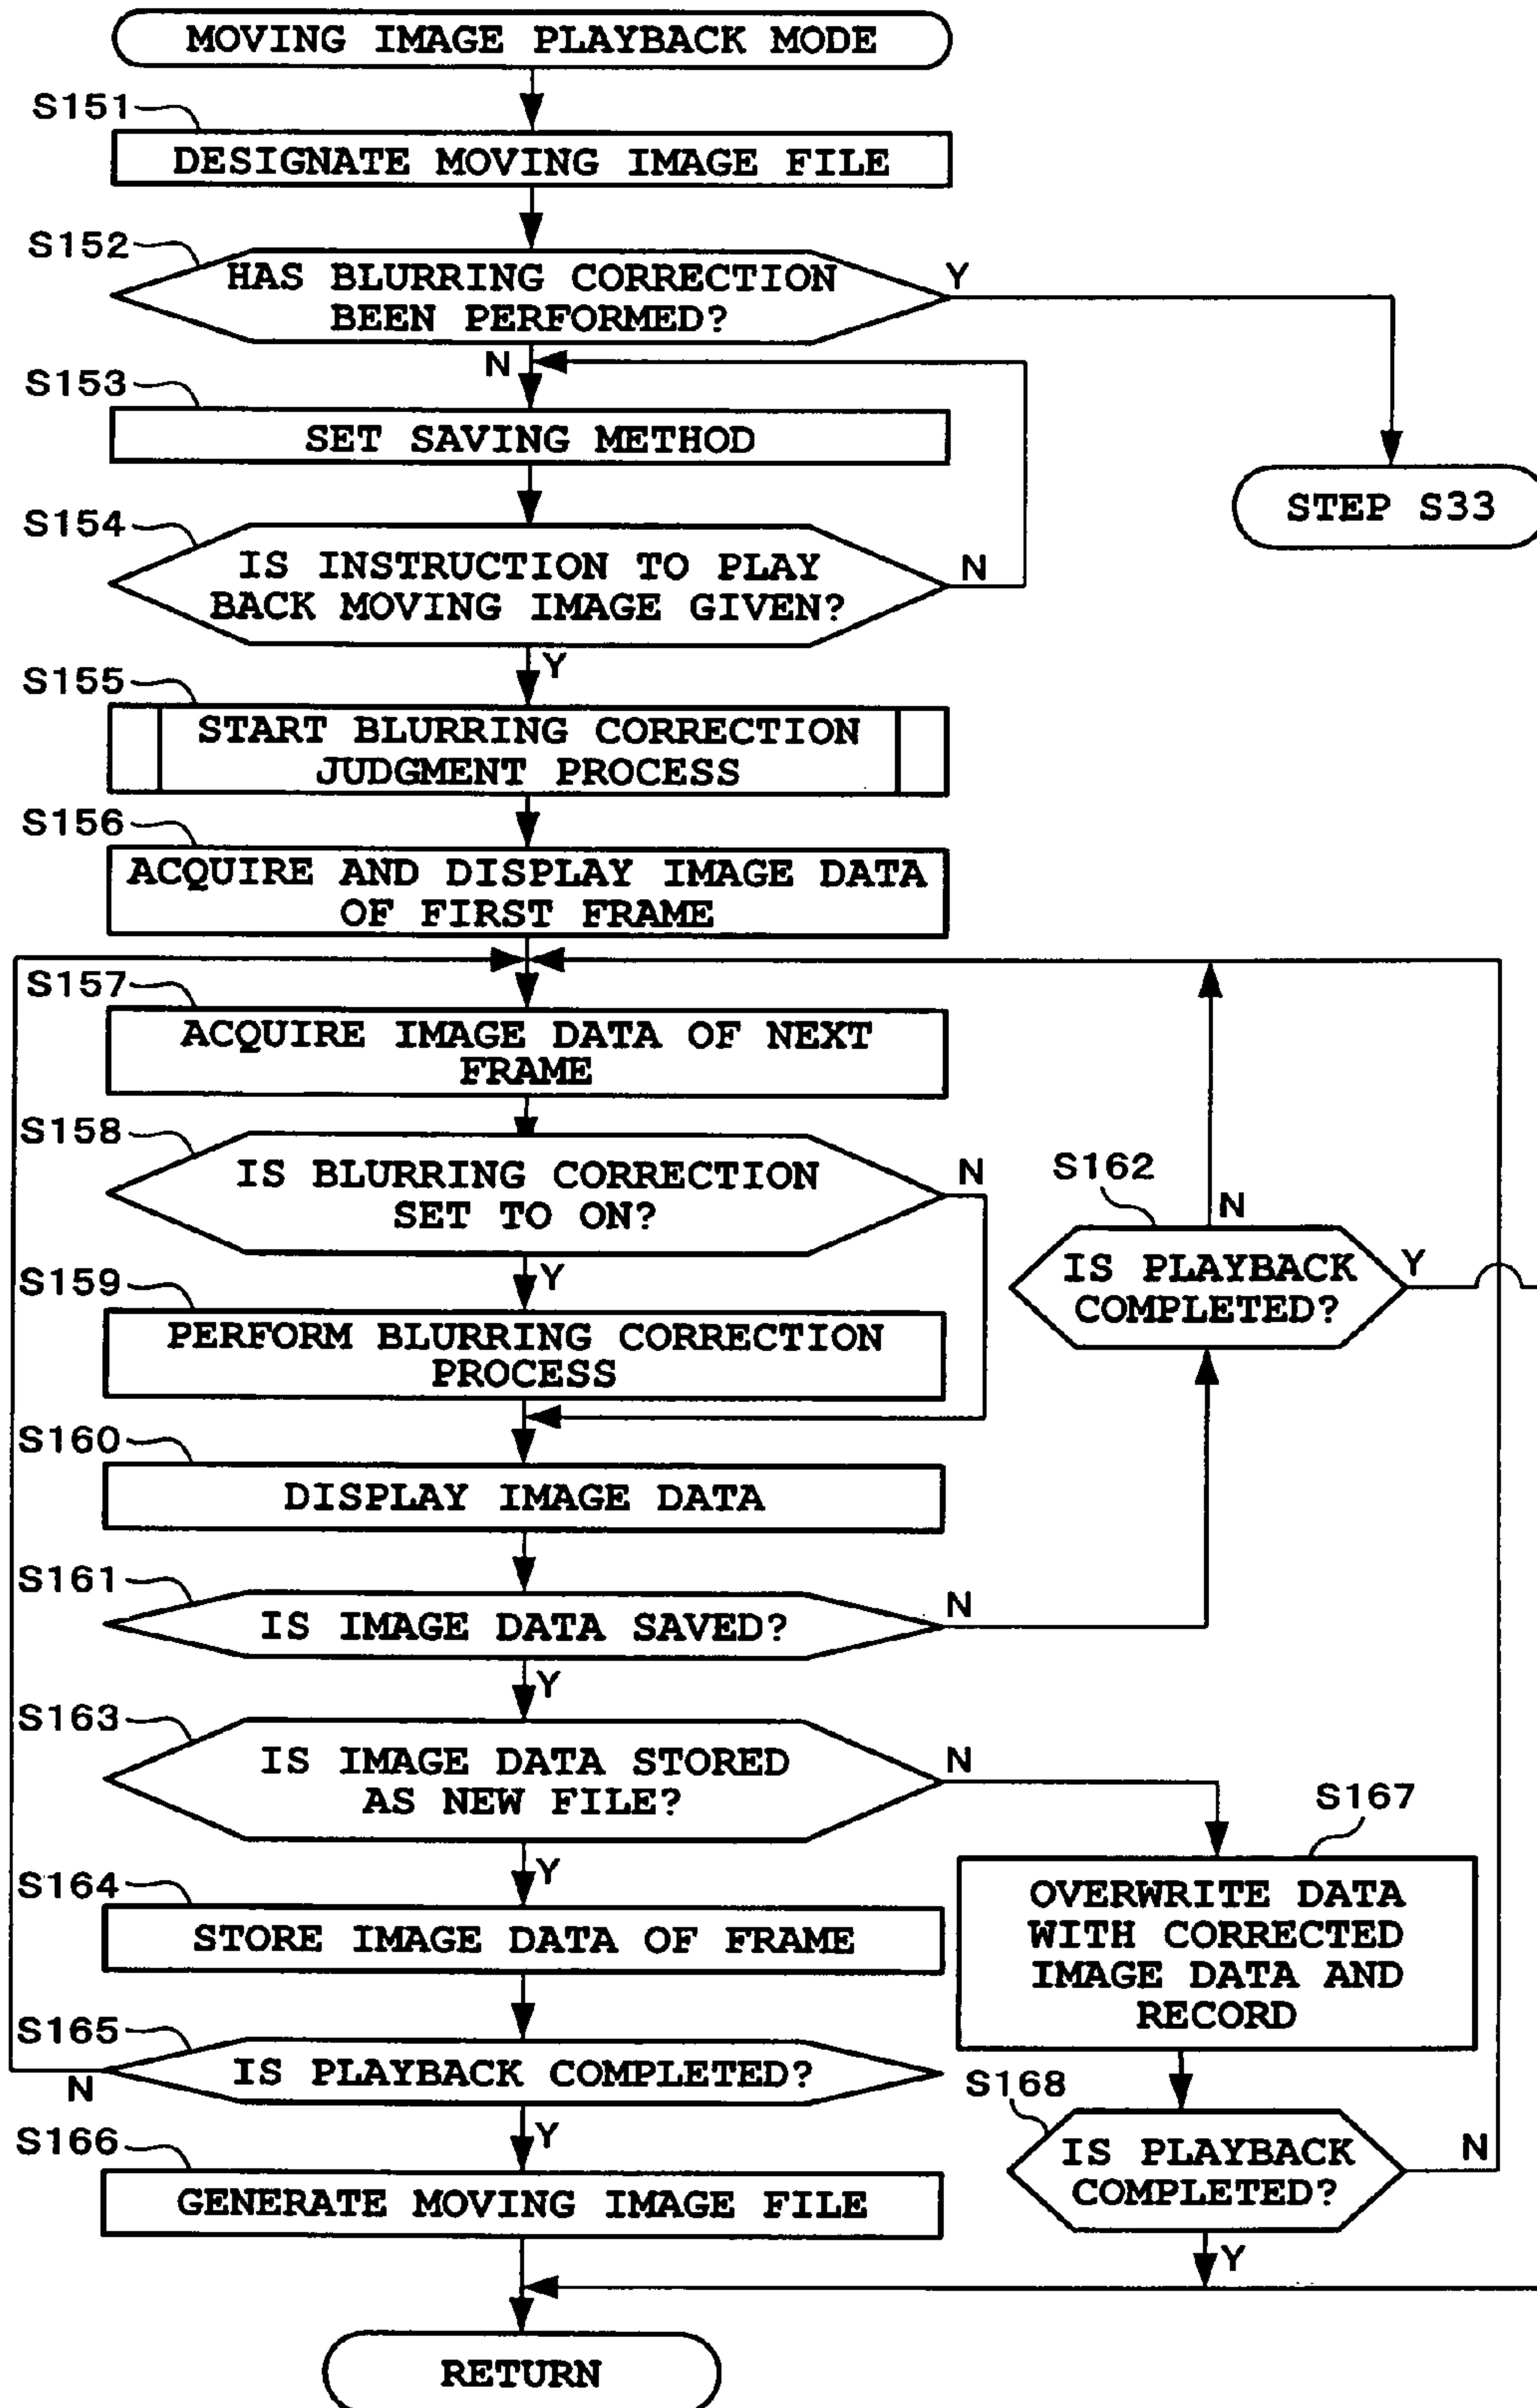 MOVING IMAGE PLAYBACK MODE
S151
DESIGNATE MOVING IMAGE FILE
S152
HAS BLURRING CORRECTION
BEEN PERFORMED?
Y
N
S153
SET SAVING METHOD
STEP S33
S154
IS INSTRUCTION TO PLAY
BACK MOVING IMAGE GIVEN?
N
Y
S155
START BLURRING CORRECTION
JUDGMENT PROCESS
S156
ACQUIRE AND DISPLAY IMAGE DATA
OF FIRST FRAME
S157
ACQUIRE IMAGE DATA OF NEXT
FRAME
S158
IS BLURRING CORRECTION
SET TO ON?
N
Y
S162
N
IS PLAYBACK
COMPLETED?
Y
S159
PERFORM BLURRING CORRECTION
PROCESS
S160
DISPLAY IMAGE DATA
S161
IS IMAGE DATA SAVED?
N
Y
S163
IS IMAGE DATA STORED
AS NEW FILE?
N
Y
S167
OVERWRITE DATA
WITH CORRECTED
IMAGE DATA AND
RECORD
S164
STORE IMAGE DATA OF FRAME
S165
IS PLAYBACK COMPLETED?
N
Y
S168
IS PLAYBACK
COMPLETED?
N
Y
S166
GENERATE MOVING IMAGE FILE
RETURN